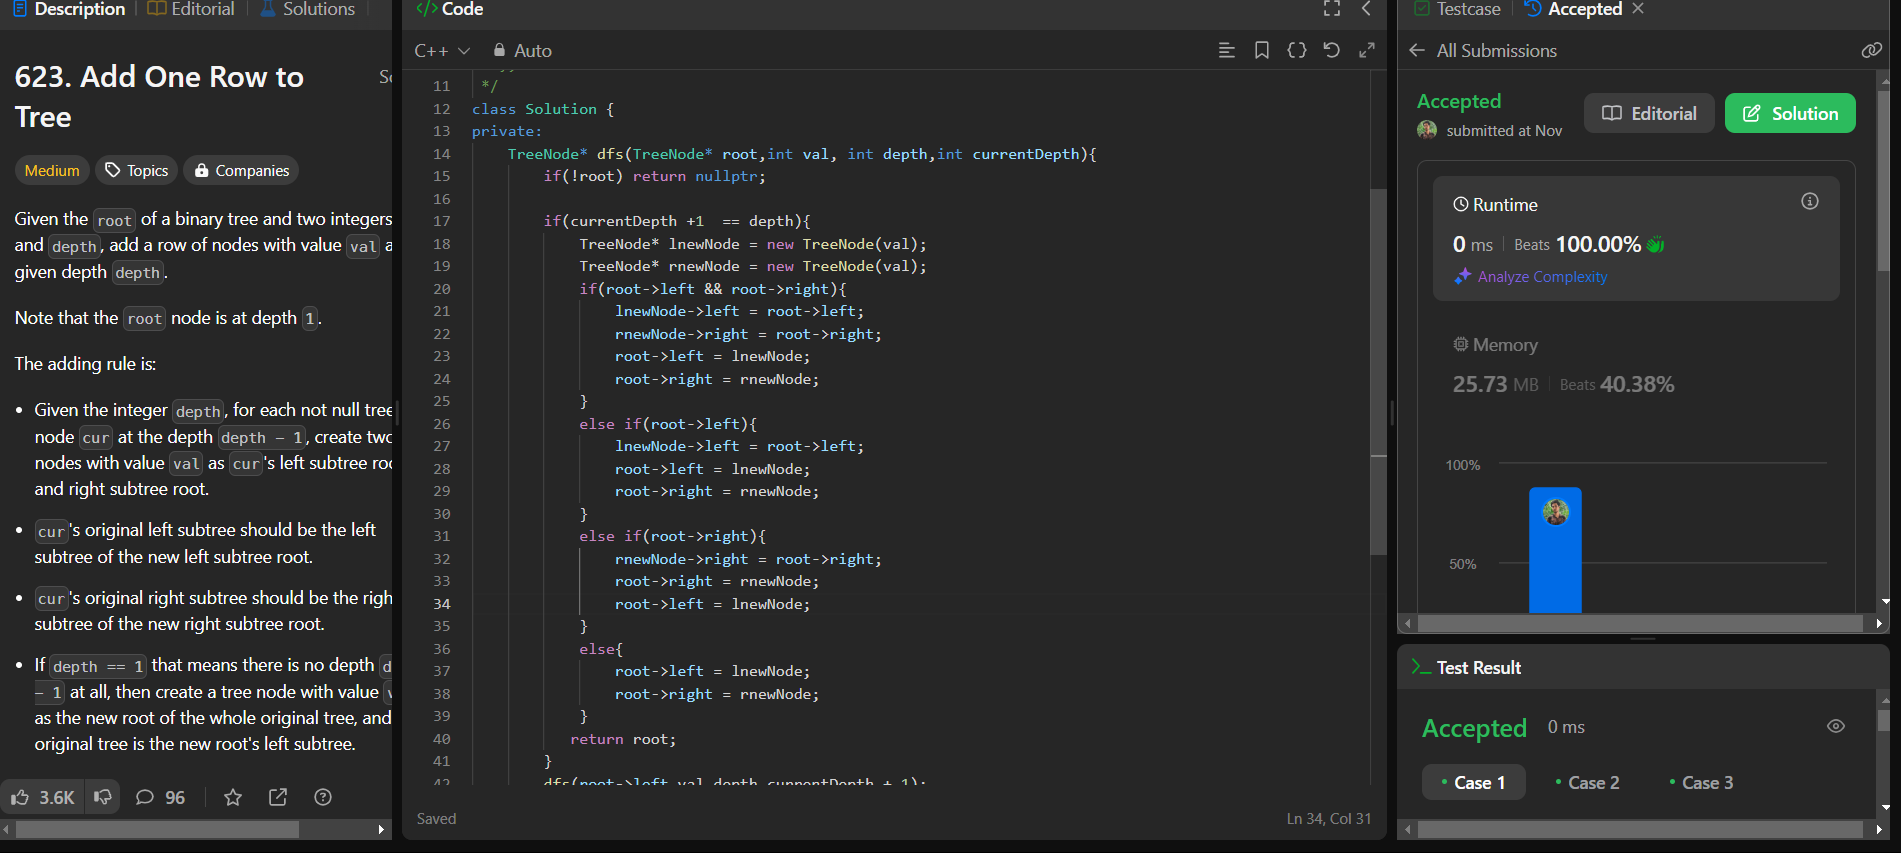 Description
Editorial
Solutions
623. Add One Row to
Tree
Medium
Topics
Companies
Given the root of a binary tree and two integers
and depth, add a row of nodes with value val a
given depth depth.
Note that the root node is at depth 1.
The adding rule is:
• Given the integer depth, for each not null tree
node cur at the depth depth - 1, create two
nodes with value val as cur's left subtree roo
and right subtree root.
• cur's original left subtree should be the left
subtree of the new left subtree root.
• cur's original right subtree should be the righ
subtree of the new right subtree root.
• If depth == 1 that means there is no depth d
- 1 at all, then create a tree node with value v
as the new root of the whole original tree, and
original tree is the new root's left subtree.
3.6K
96
</> Code
C++
Auto
11 */
12 class Solution {
13 private:
14 TreeNode* dfs(TreeNode* root,int val, int depth,int currentDepth){
15 if(!root) return nullptr;
16
17 if(currentDepth +1  == depth){
18 TreeNode* lnewNode = new TreeNode(val);
19 TreeNode* rnewNode = new TreeNode(val);
20 if(root->left && root->right){
21 lnewNode->left = root->left;
22 rnewNode->right = root->right;
23 root->left = lnewNode;
24 root->right = rnewNode;
25 }
26 else if(root->left){
27 lnewNode->left = root->left;
28 root->left = lnewNode;
29 root->right = rnewNode;
30 }
31 else if(root->right){
32 rnewNode->right = root->right;
33 root->right = rnewNode;
34 root->left = lnewNode;
35 }
36 else{
37 root->left = lnewNode;
38 root->right = rnewNode;
39 }
40 return root;
41 }
42 dfs(root->left,val,depth,currentDepth + 1);
Saved
Ln 34, Col 31
Testcase
Accepted
All Submissions
Accepted
submitted at Nov
Editorial
Solution
Runtime
0 ms
Beats 100.00%
Analyze Complexity
Memory
25.73 MB
Beats 40.38%
100%
50%
Test Result
Accepted
0 ms
• Case 1
• Case 2
• Case 3